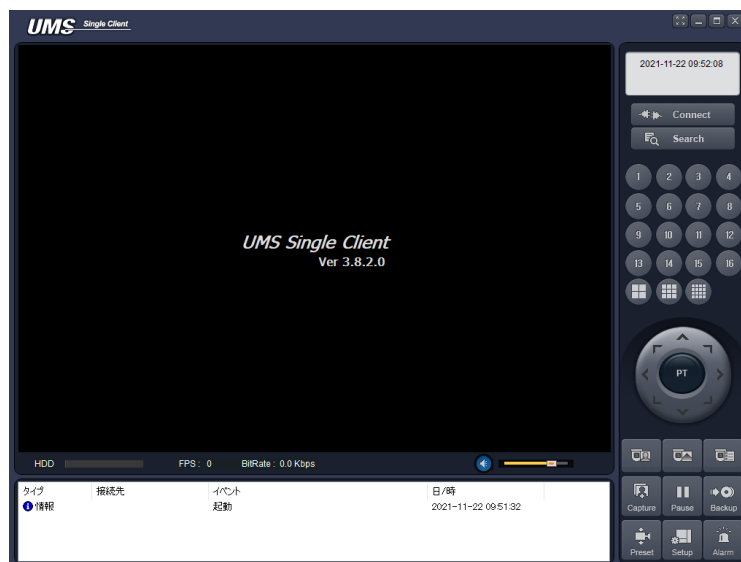 UMS Single Client
2021-11-22 09:52:08
Connect
Search
1 2 3 4
5 6 7 8
9 10 11 12
13 14 15 16
UMS Single Client
Ver 3.8.2.0
PT
HDD FPS : 0 BitRate : 0.0 Kbps
タイプ 接続先 イベント 日/時
情報 起動 2021-11-22 09:51:32
Capture Pause Backup
Preset Setup Alarm